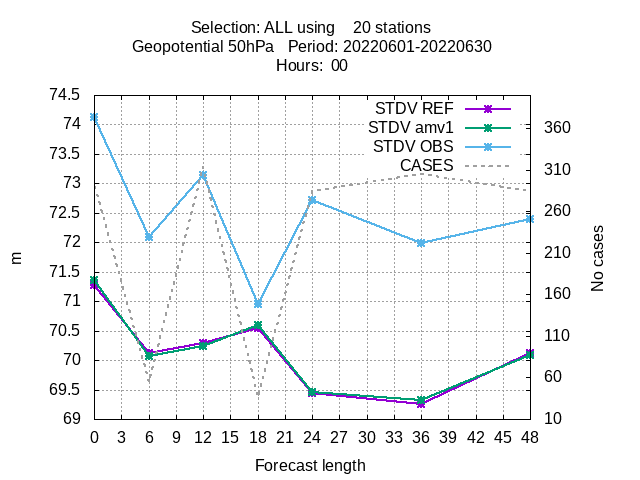 Selection: ALL using    20 stations
Geopotential 50hPa   Period: 20220601-20220630
Hours:  00
STDV REF
STDV amv1
STDV OBS
CASES
74.5
74
73.5
73
72.5
72
71.5
71
70.5
70
69.5
69
m
360
310
260
210
160
110
60
10
No cases
0 3 6 9 12 15 18 21 24 27 30 33 36 39 42 45 48
Forecast length